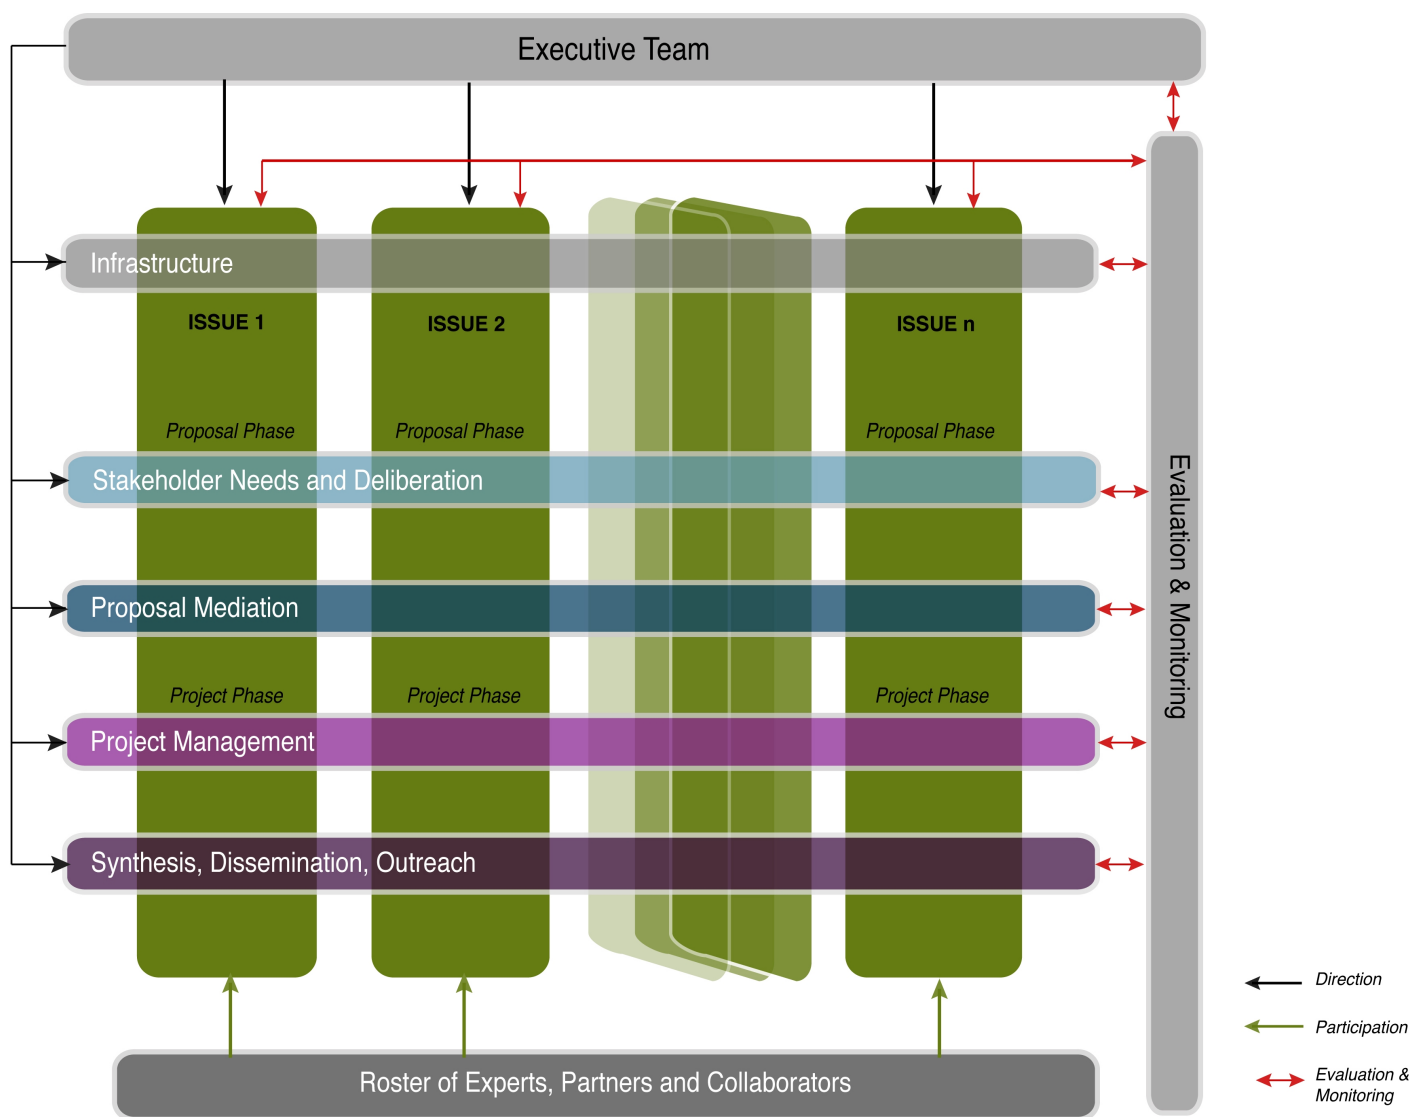 Executive Team
Infrastructure
ISSUE 1
ISSUE 2
ISSUE n
Proposal Phase
Proposal Phase
Proposal Phase
Stakeholder Needs and Deliberation
Proposal Mediation
Project Phase
Project Phase
Project Phase
Project Management
Synthesis, Dissemination, Outreach
Roster of Experts, Partners and Collaborators
Evaluation & Monitoring
Direction
Participation
Evaluation &
Monitoring